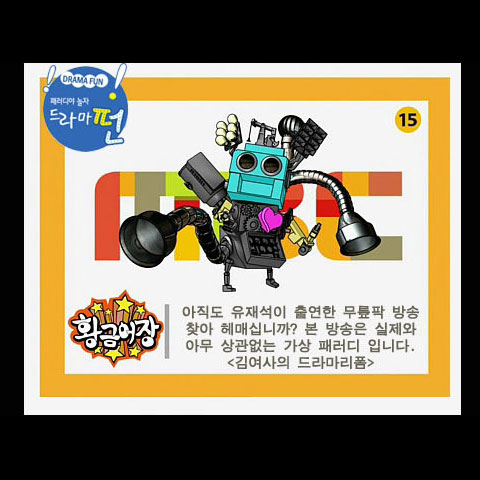 DRAMA FUN
패러디야 놀자
드라마펀
15
MBC
황금어장
아직도 유재석이 출연한 무릎팍 방송
찾아 헤매십니까? 본 방송은 실제와
아무 상관없는 가상 패러디 입니다.
<김여사의 드라마리폼>